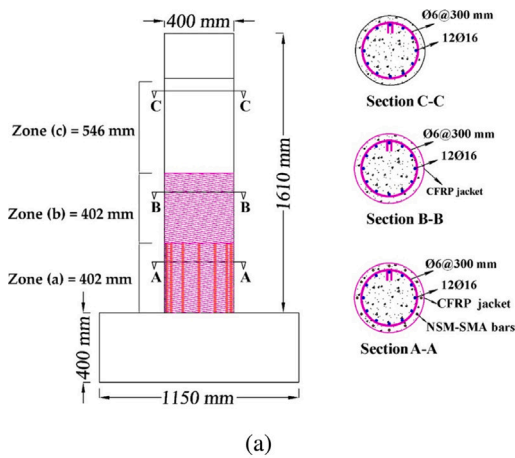 400 mm
C
C
Zone (c) = 546 mm
1610 mm
B
B
Zone (b) = 402 mm
A
A
Zone (a) = 402 mm
400 mm
1150 mm
Ø6@300 mm
12Ø16
Section C-C
Ø6@300 mm
12Ø16
CFRP jacket
Section B-B
Ø6@300 mm
12Ø16
CFRP jacket
NSM-SMA bars
Section A-A
(a)